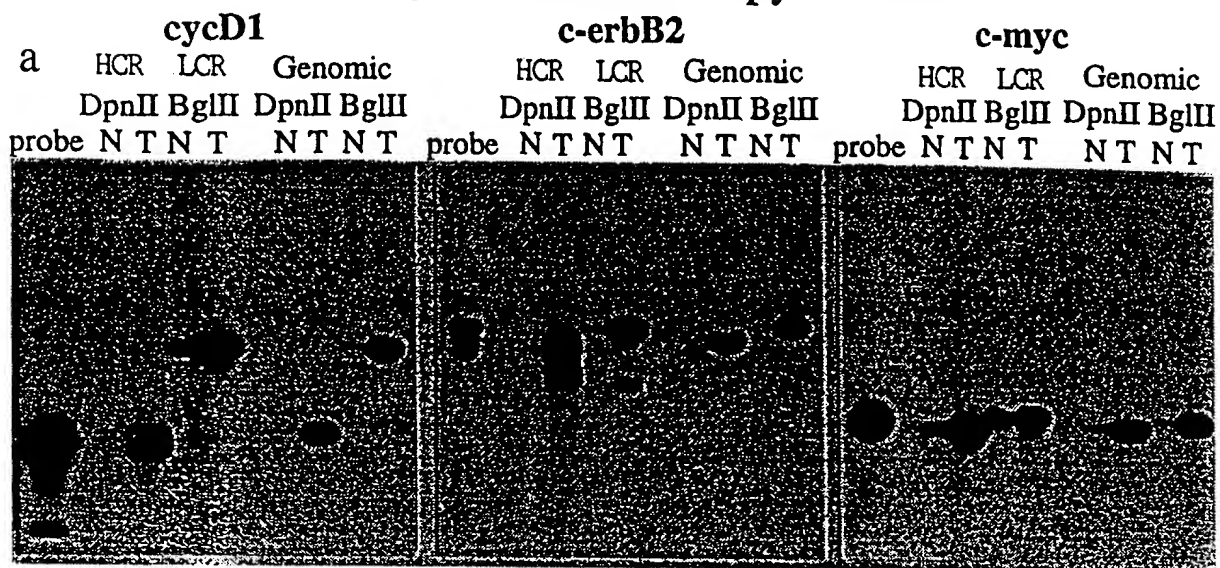 cycD1 c-erbB2 c-myc
a HCR LCR Genomic HCR LCR Genomic HCR LCR Genomic
DpnII BglII DpnII BglII DpnII BglII DpnII BglII DpnII BglII DpnII BglII
probe N T N T N T N T probe N T N T N T N T probe N T N T N T N T